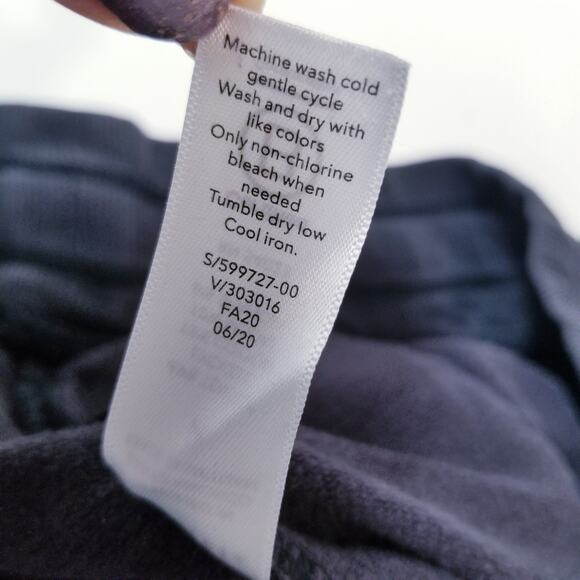 Machine wash cold
gentle cycle
Wash and dry with
like colors
Only non-chlorine
bleach when
needed
Tumble dry low
Cool iron.
S/599727-00
V/303016
FA20
06/20